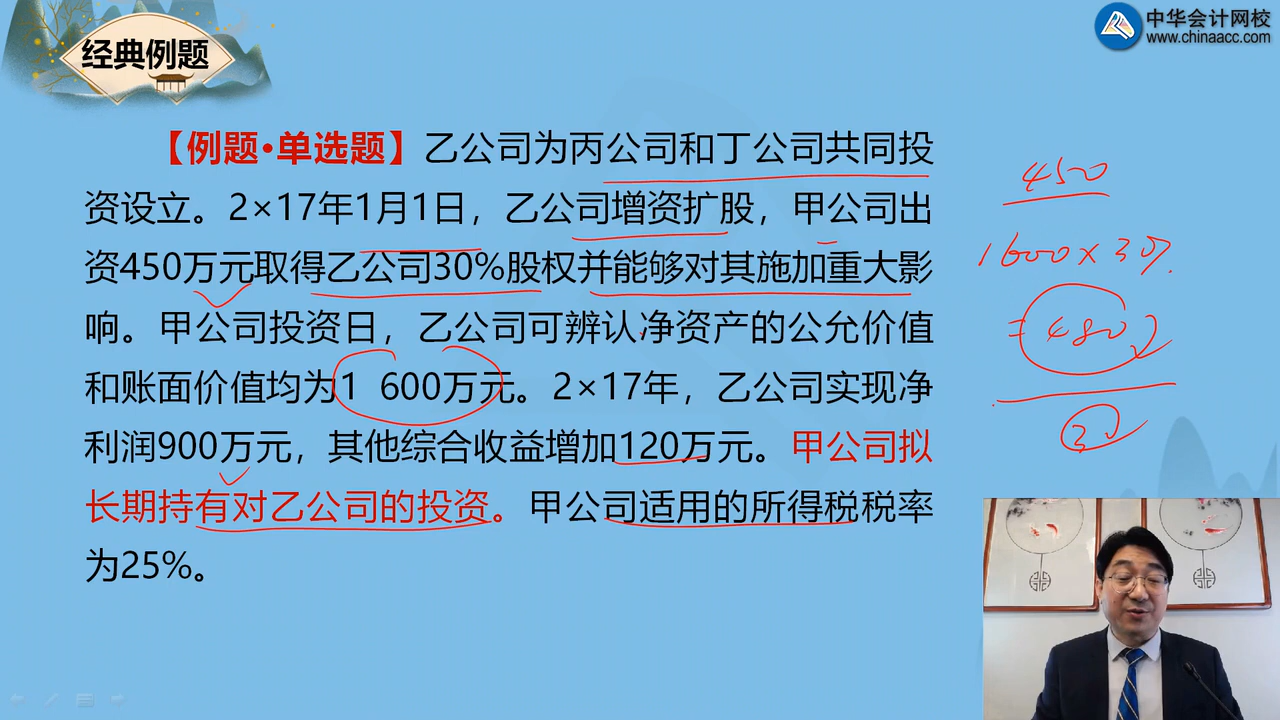 经典例题
中华会计网校
www.chinaacc.com
【例题•单选题】乙公司为丙公司和丁公司共同投
资设立。2×17年1月1日，乙公司增资扩股，甲公司出
资450万元取得乙公司30%股权并能够对其施加重大影
响。甲公司投资日，乙公司可辨认净资产的公允价值
和账面价值均为1 600万元。2×17年，乙公司实现净
利润900万元，其他综合收益增加120万元。甲公司拟
长期持有对乙公司的投资。甲公司适用的所得税税率
为25%。
450
1600×30%
=480
30